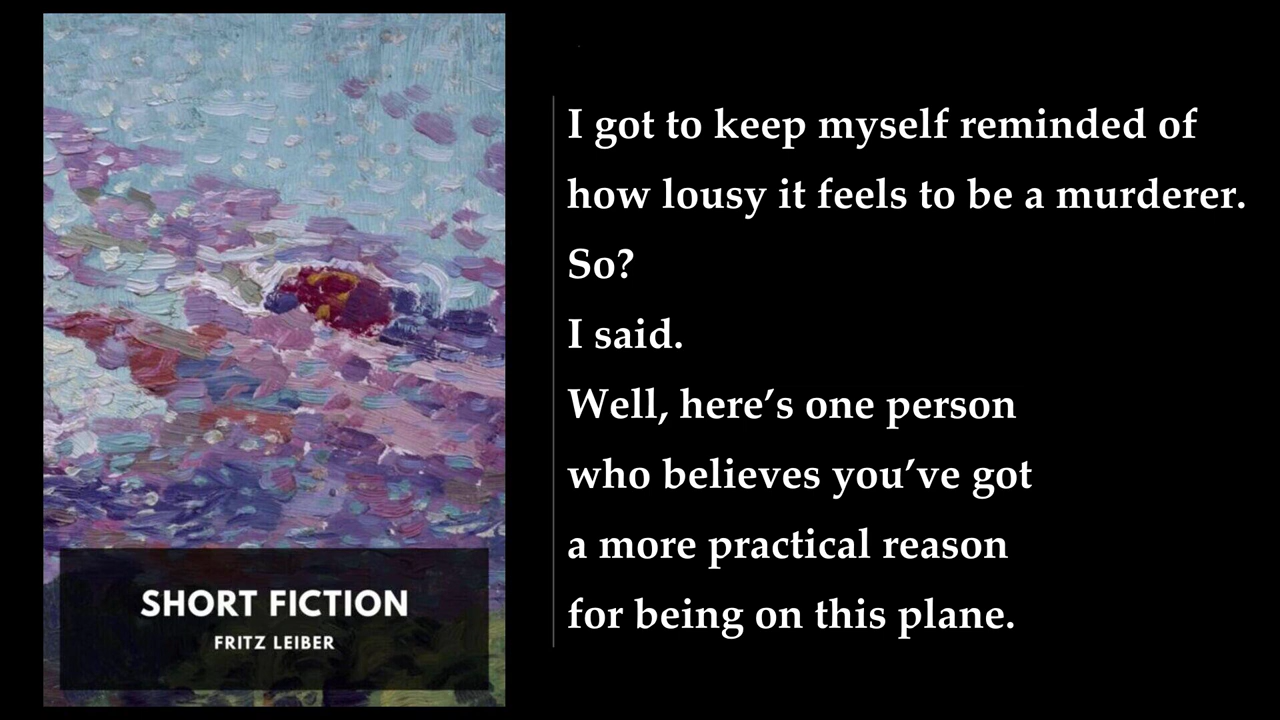 I got to keep myself reminded of
how lousy it feels to be a murderer.
So?
I said.
Well, here’s one person
who believes you’ve got
a more practical reason
for being on this plane.
SHORT FICTION
FRITZ LEIBER